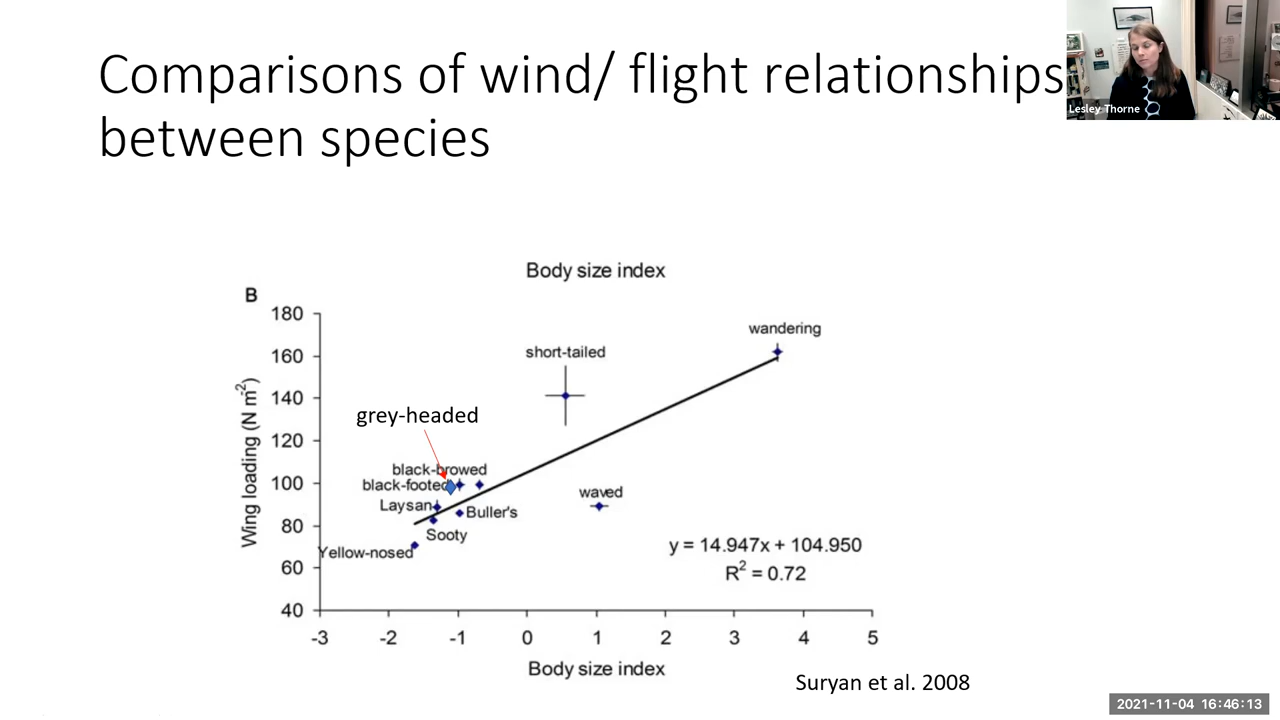 Comparisons of wind/ flight relationships
between species
Lesley Thorne
Body size index
B
180
160
140
120
100
80
60
40
Wing loading (N m-2)
wandering
short-tailed
grey-headed
black-browed
black-footed
Laysan
waved
Buller's
Sooty
Yellow-nosed
y = 14.947x + 104.950
R2 = 0.72
-3 -2 -1 0 1 2 3 4 5
Body size index
Suryan et al. 2008
2021-11-04 16:46:13